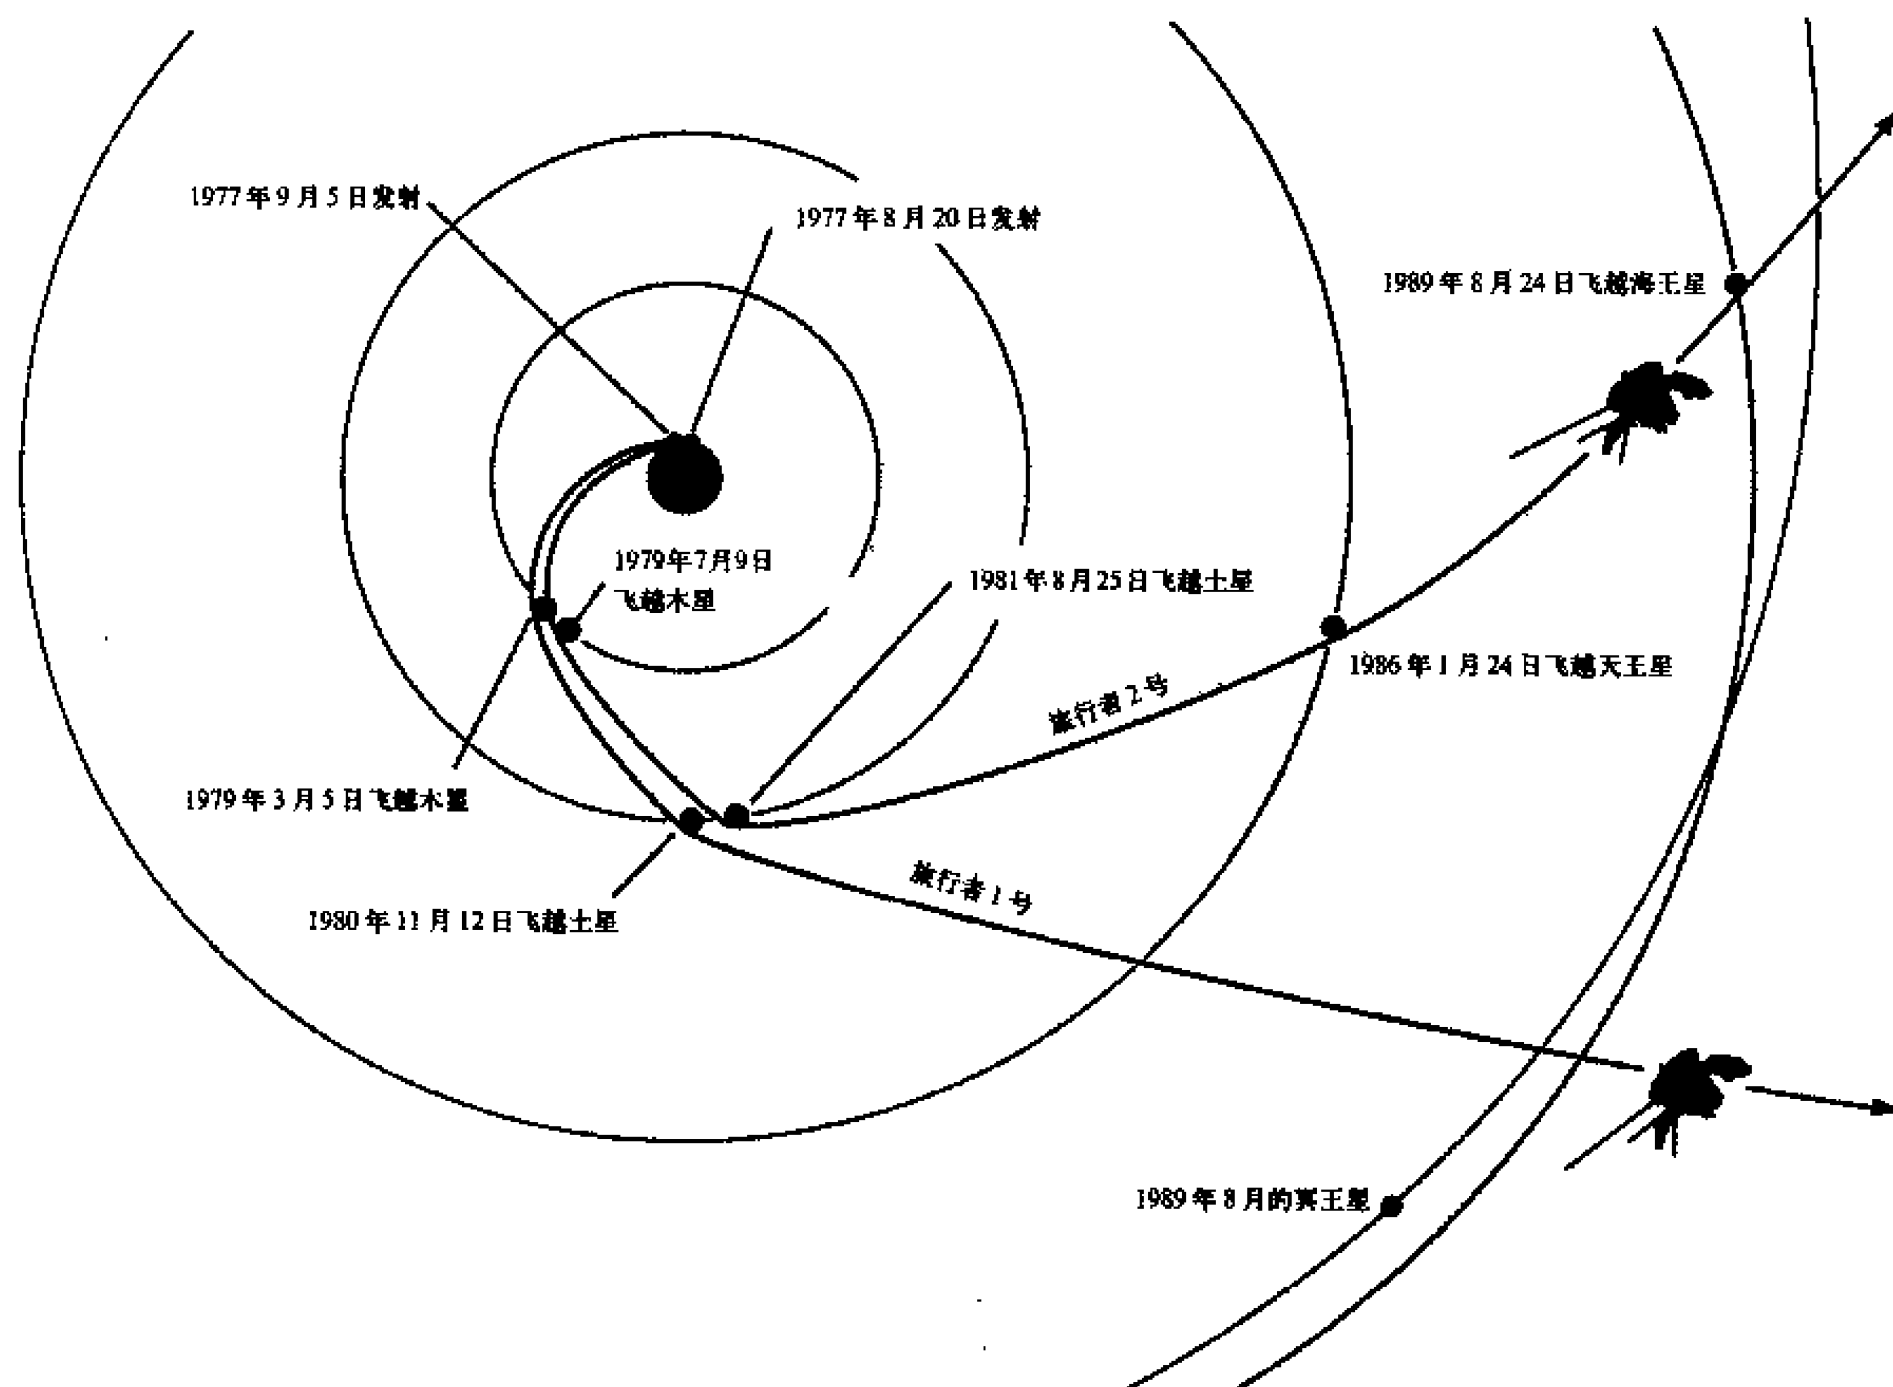 1977年9月5日发射
1977年8月20日发射
1989年8月24日飞越海王星
1979年7月9日
飞越木星
1981年8月25日飞越土星
1986年1月24日飞越天王星
旅行者2号
1979年3月5日飞越木星
旅行者1号
1980年11月12日飞越土星
1989年8月的冥王星